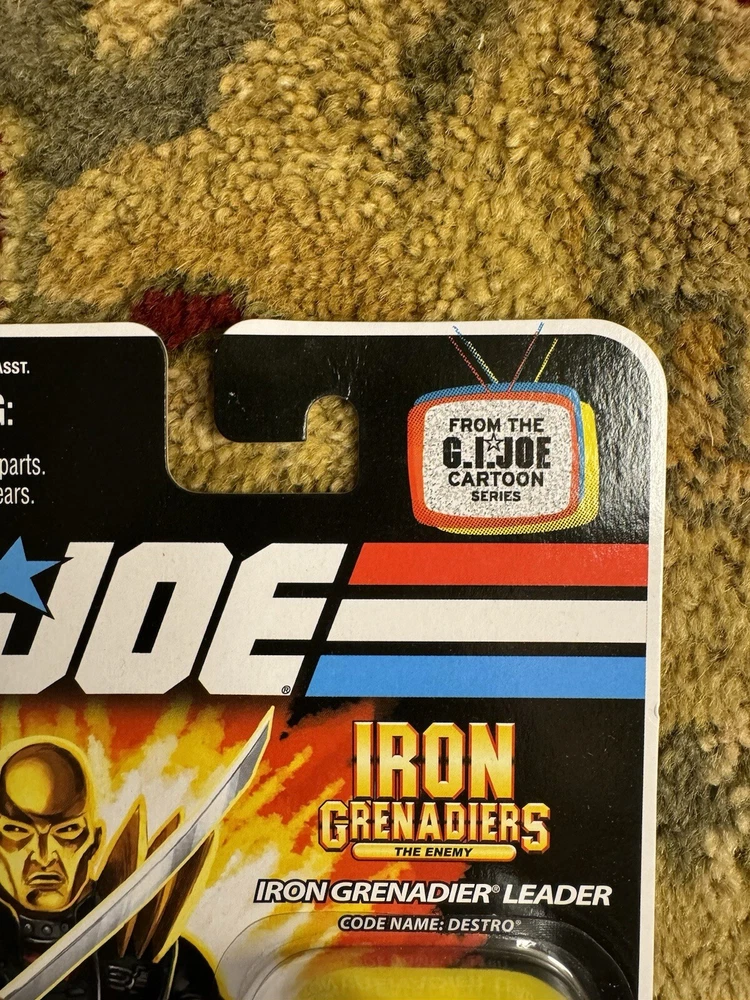 ASST.
G:
parts.
ears.
FROM THE
G.I.JOE
CARTOON
SERIES
JOE®
IRON
GRENADIERS
THE ENEMY
IRON GRENADIER® LEADER
CODE NAME: DESTRO®